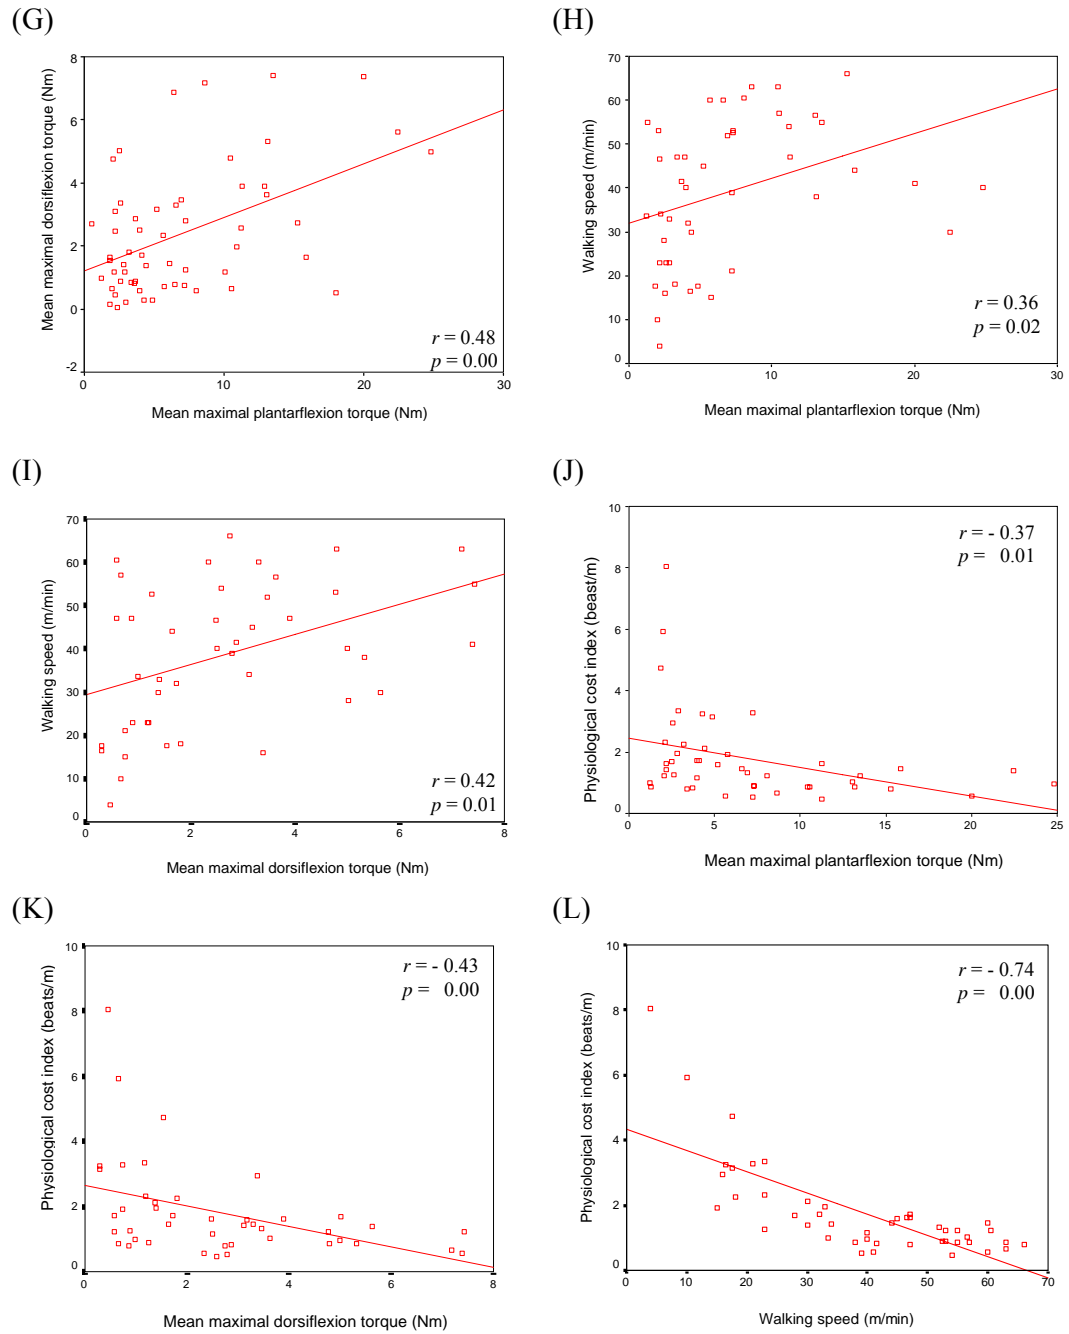 (G)
8
6
4
2
0
-2
0
10
20
30
Mean maximal dorsiflexion torque (Nm)
Mean maximal plantarflexion torque (Nm)
r = 0.48
p = 0.00
(H)
70
60
50
40
30
20
10
0
0
10
20
30
Walking speed (m/min)
Mean maximal plantarflexion torque (Nm)
r = 0.36
p = 0.02
(I)
70
60
50
40
30
20
10
0
0
2
4
6
8
Walking speed (m/min)
Mean maximal dorsiflexion torque (Nm)
r = 0.42
p = 0.01
(J)
10
8
6
4
2
0
0
5
10
15
20
25
Physiological cost index (beast/m)
Mean maximal plantarflexion torque (Nm)
r = - 0.37
p = 0.01
(K)
10
8
6
4
2
0
0
2
4
6
8
Physiological cost index (beats/m)
Mean maximal dorsiflexion torque (Nm)
r = - 0.43
p = 0.00
(L)
10
8
6
4
2
0
0
10
20
30
40
50
60
70
Physiological cost index (beats/m)
Walking speed (m/min)
r = - 0.74
p = 0.00